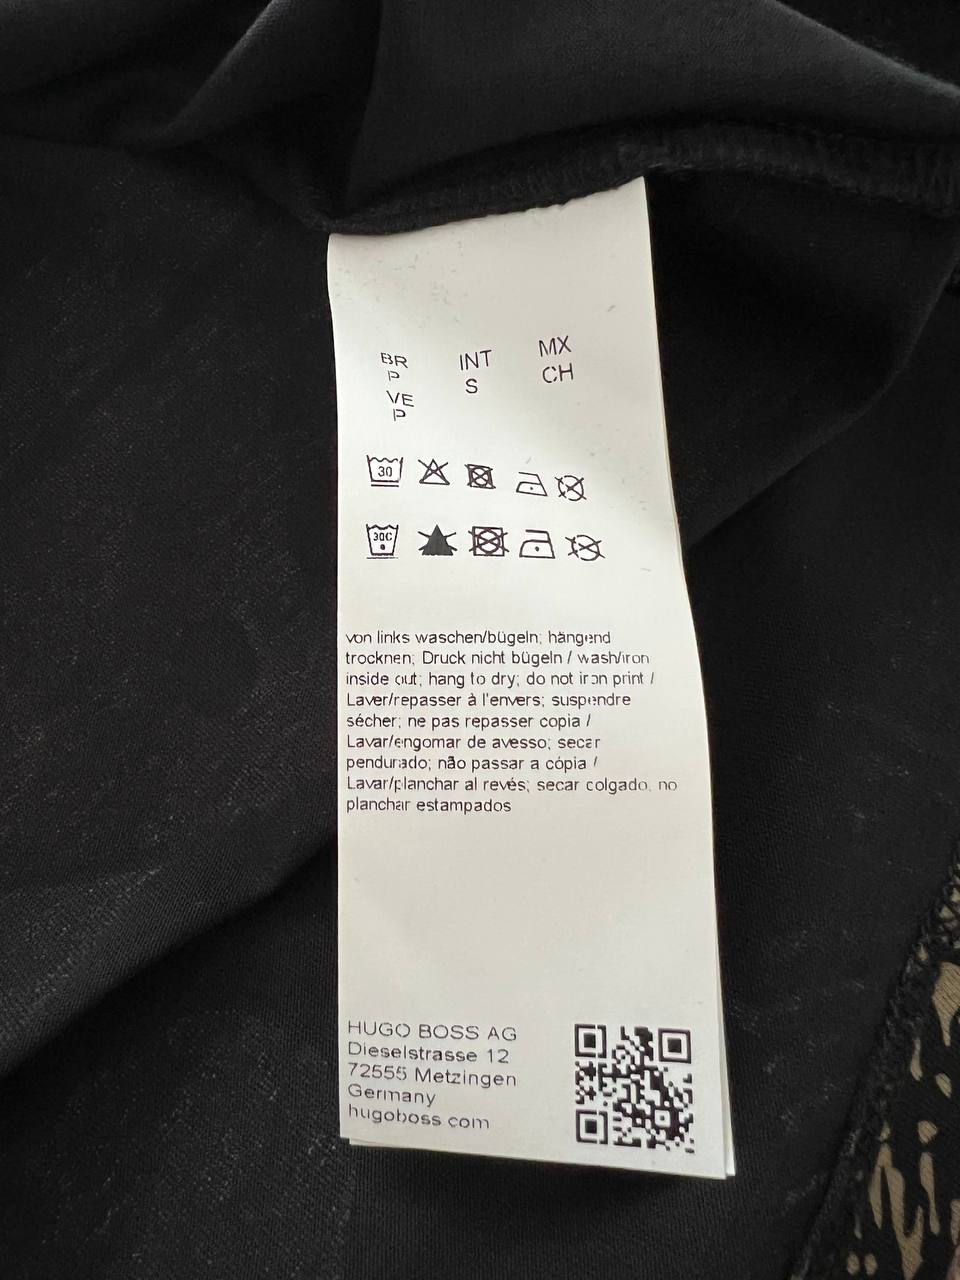 BR INT MX
P S CH
VE
P
30
30C
von links waschen/bügeln; hängend
trocknen; Druck nicht bügeln / wash/iron
inside out; hang to dry; do not iron print /
Laver/repasser à l'envers; suspendre
sécher; ne pas repasser copia /
Lavar/engomar de avesso; secar
pendurado; não passar a cópia /
Lavar/planchar al revés; secar colgado, no
planchar estampados
HUGO BOSS AG
Dieselstrasse 12
72555 Metzingen
Germany
hugoboss.com